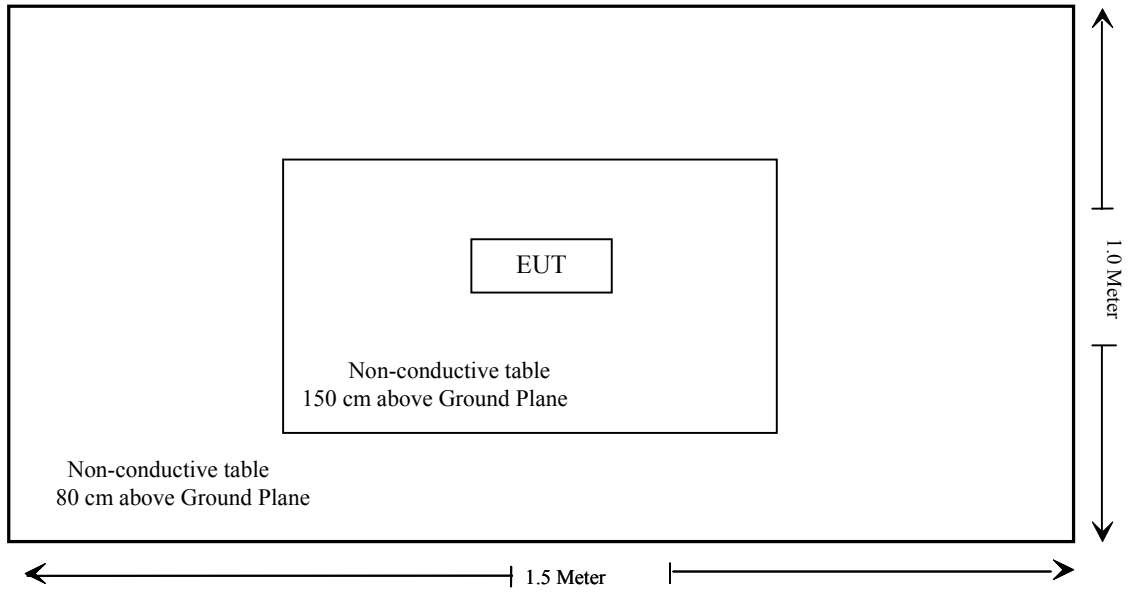 EUT
Non-conductive table
150 cm above Ground Plane
Non-conductive table
80 cm above Ground Plane
1.0 Meter
1.5 Meter